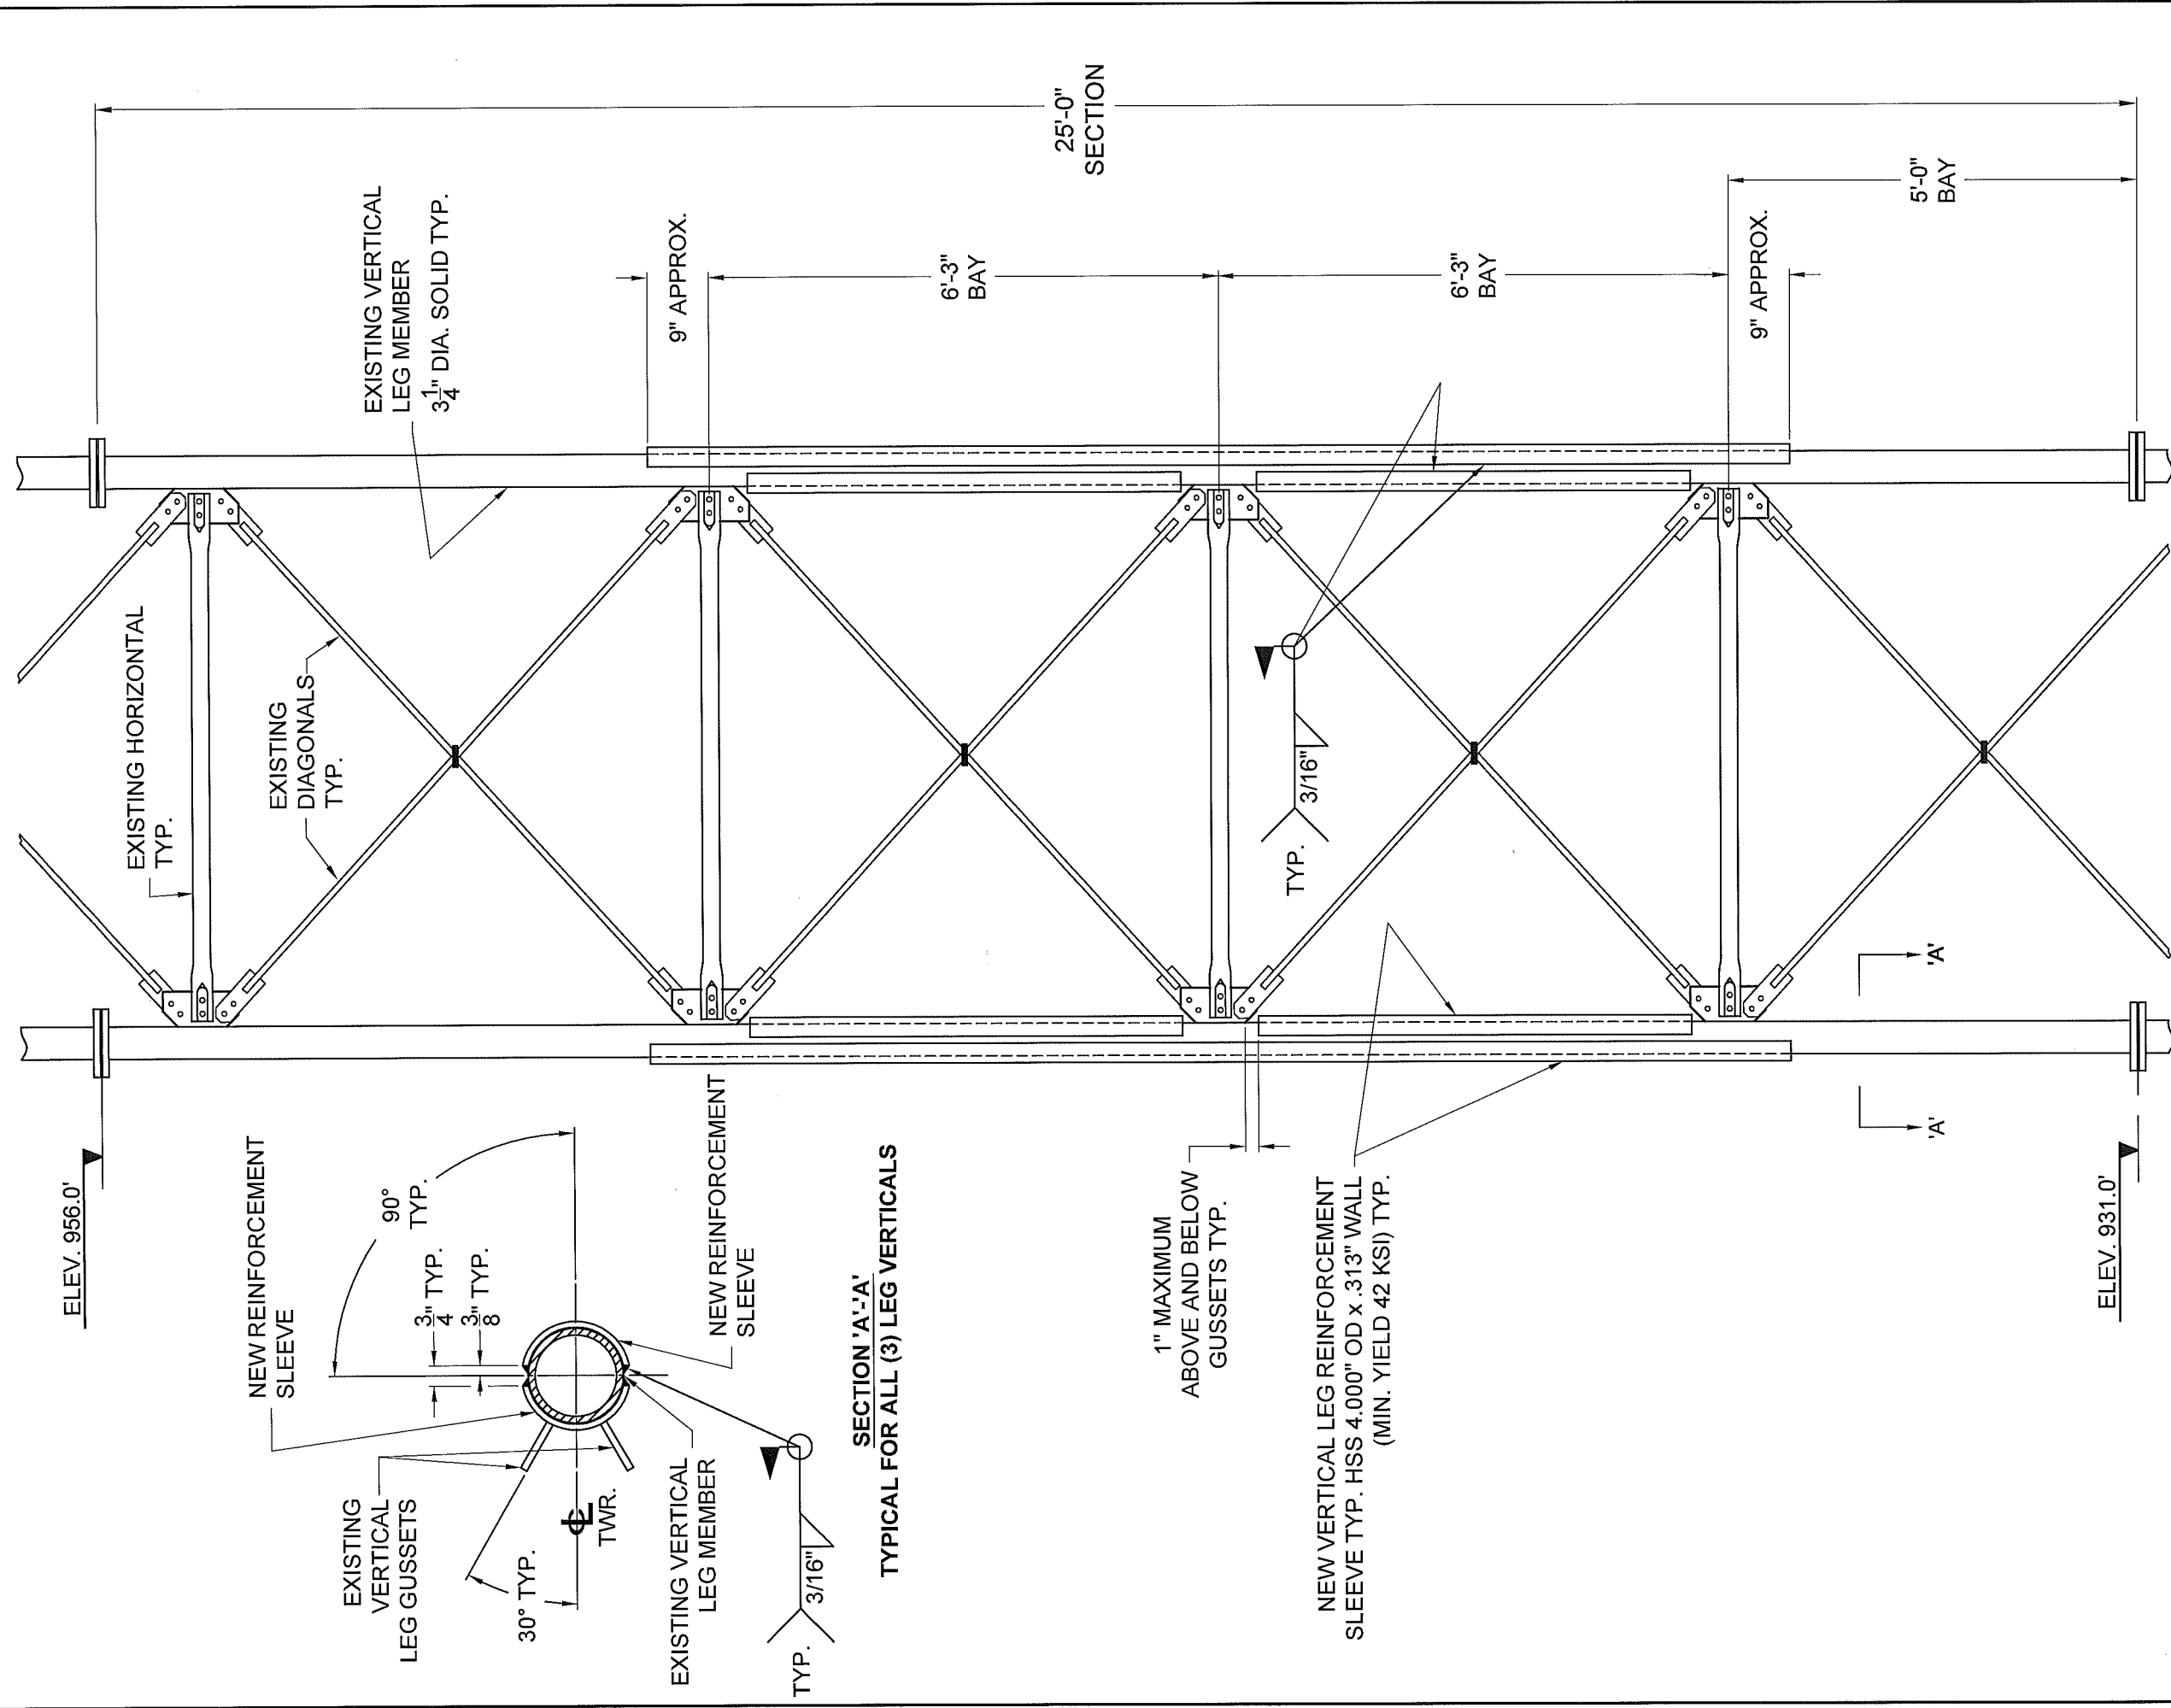 ELEV. 956.0'
NEW REINFORCEMENT
SLEEVE
90°
TYP.
3/4" TYP.
3/8" TYP.
EXISTING
VERTICAL
LEG GUSSETS
30° TYP.
℄
TWR.
EXISTING VERTICAL
LEG MEMBER
NEW REINFORCEMENT
SLEEVE
TYP.
3/16"
SECTION 'A'-'A'
TYPICAL FOR ALL (3) LEG VERTICALS
1" MAXIMUM
ABOVE AND BELOW
GUSSETS TYP.
NEW VERTICAL LEG REINFORCEMENT
SLEEVE TYP. HSS 4.000" OD x .313" WALL
(MIN. YIELD 42 KSI) TYP.
ELEV. 931.0'
'A'
'A'
EXISTING HORIZONTAL
TYP.
EXISTING
DIAGONALS
TYP.
TYP.
3/16"
EXISTING VERTICAL
LEG MEMBER
3 1/4" DIA. SOLID TYP.
9" APPROX.
6'-3"
BAY
6'-3"
BAY
9" APPROX.
5'-0"
BAY
25'-0"
SECTION